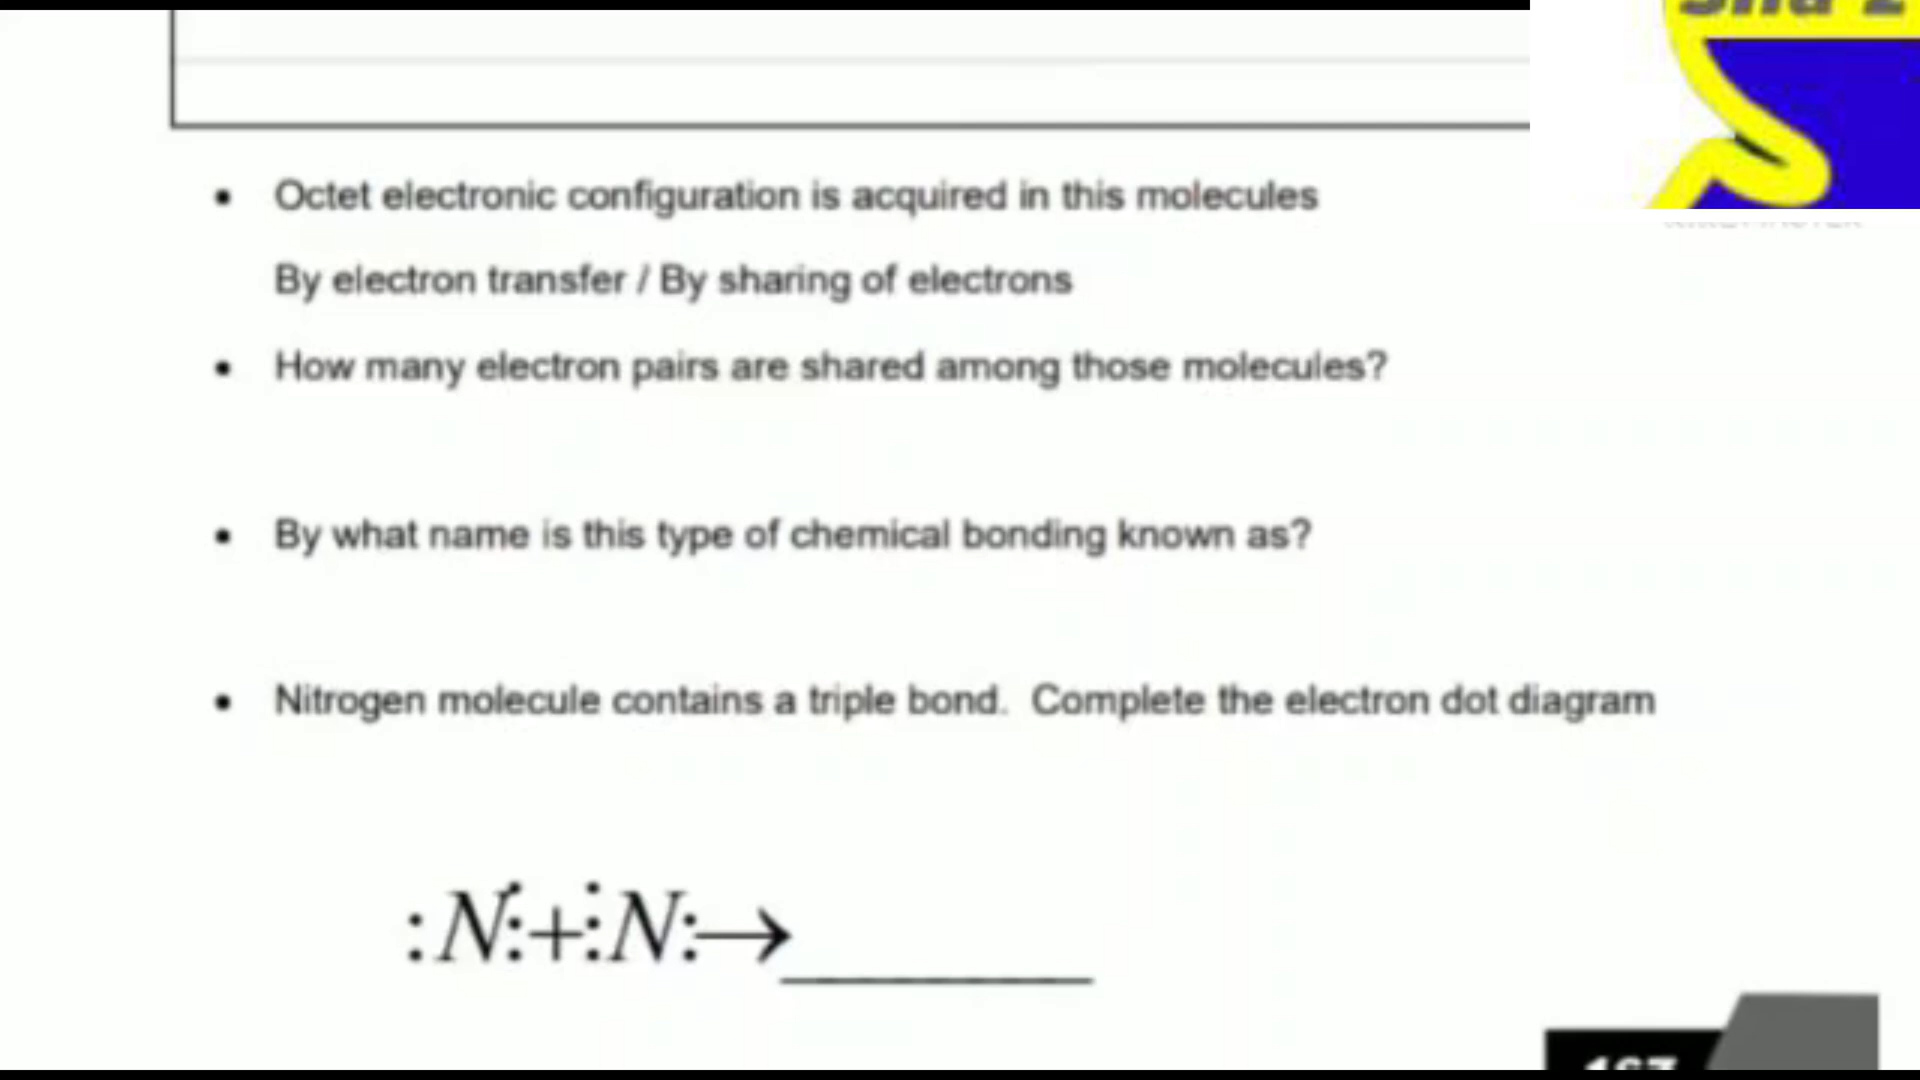 • Octet electronic configuration is acquired in this molecules
By electron transfer / By sharing of electrons
• How many electron pairs are shared among those molecules?
• By what name is this type of chemical bonding known as?
• Nitrogen molecule contains a triple bond. Complete the electron dot diagram
:N⋮+⋮N:→__________